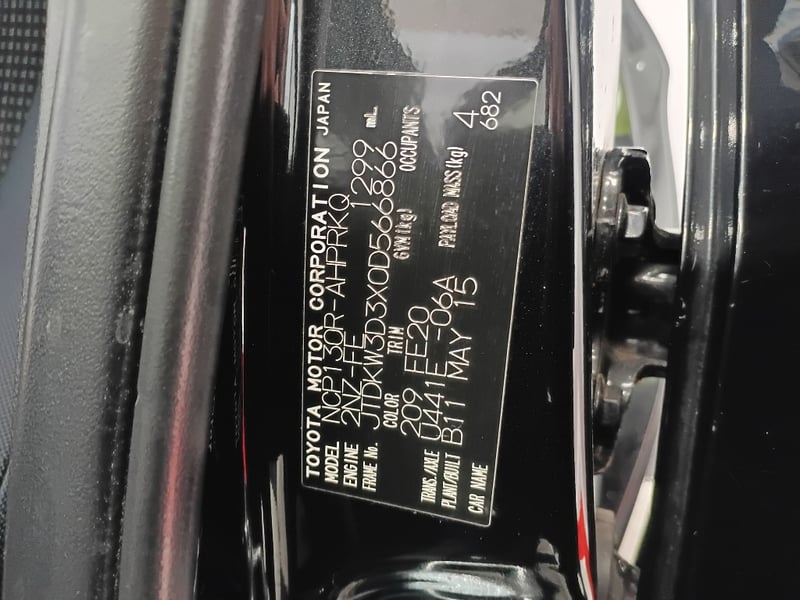 TOYOTA MOTOR CORPORATION JAPAN
MODEL NCP130R-AHPRKQ
ENGINE 2NZ-FE 1299 mL.
FRAME No. JTDKW3D3X0D566866
COLOR TRIM GVM(kg) OCCUPANTS
209 FE20 4
TRANS./AXLE U441E -06A PAYLOAD MASS(kg) 682
PLANT/BUILT B11 MAY 15
CAR NAME